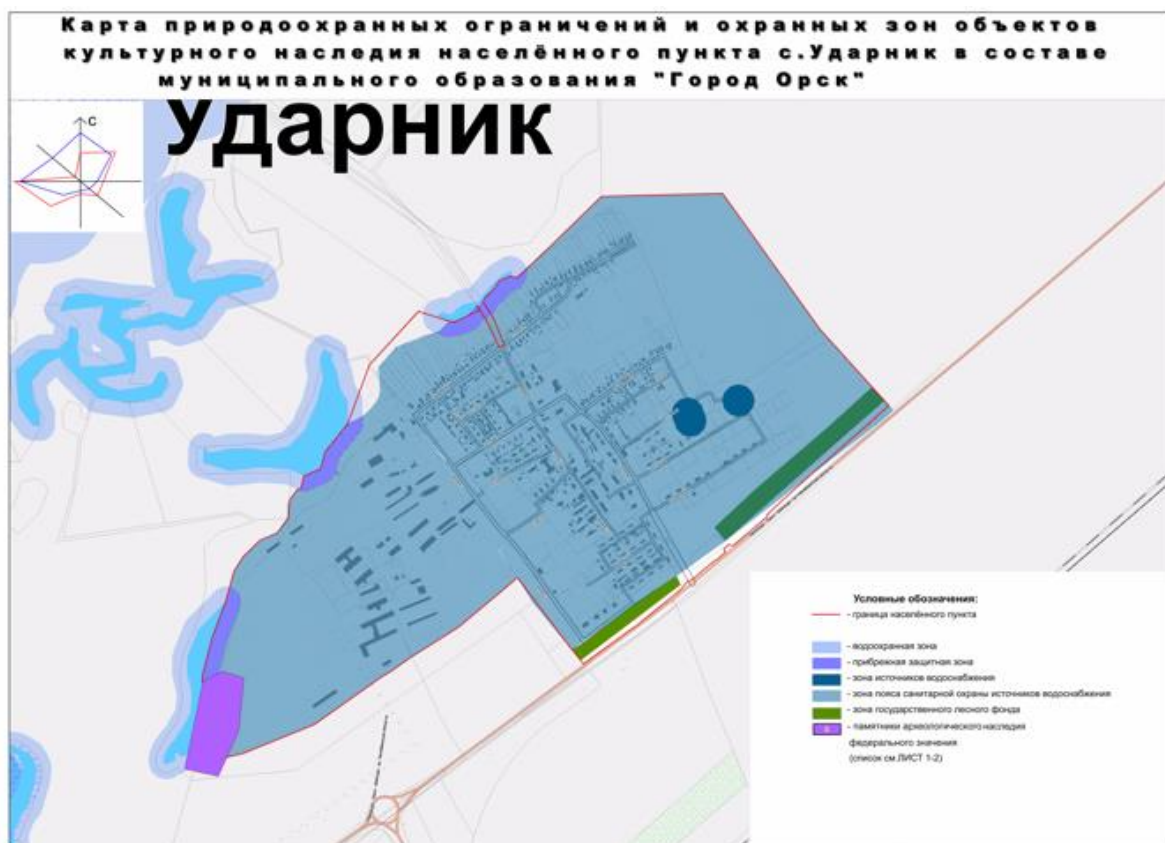 Карта природоохранных ограничений и охранных зон объектов
культурного наследия населённого пункта с.Ударник в составе
муниципального образования "Город Орск"
Ударник
С
Условные обозначения:
- граница населённого пункта
- водоохранная зона
- прибрежная защитная зона
- зона источников водоснабжения
- зона пояса санитарной охраны источников водоснабжения
- зона государственного лесного фонда
- памятники археологического наследия
федерального значения
(список см.ЛИСТ 1-2)